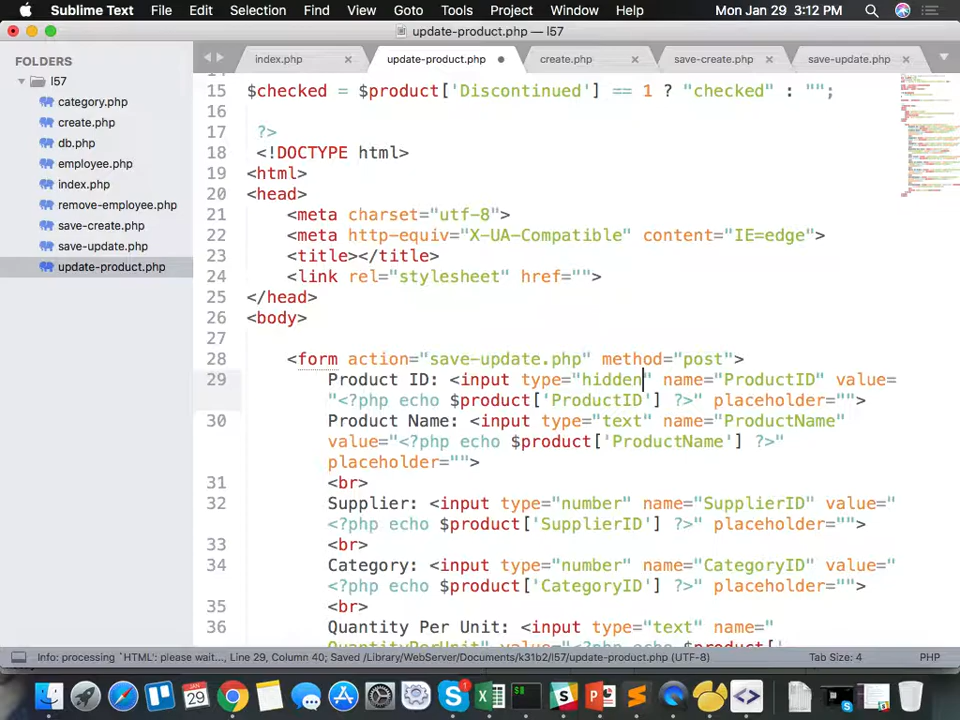 Sublime Text File Edit Selection Find View Goto Tools Project Window Help Mon Jan 29 3:12 PM
update-product.php — l57
FOLDERS
l57
category.php
create.php
db.php
employee.php
index.php
remove-employee.php
save-create.php
save-update.php
update-product.php
index.php × update-product.php create.php × save-create.php × save-update.php ×
15 $checked = $product['Discontinued'] == 1 ? "checked" : "";
16
17 ?>
18 <!DOCTYPE html>
19 <html>
20 <head>
21 <meta charset="utf-8">
22 <meta http-equiv="X-UA-Compatible" content="IE=edge">
23 <title></title>
24 <link rel="stylesheet" href="">
25 </head>
26 <body>
27
28 <form action="save-update.php" method="post">
29 Product ID: <input type="hidden" name="ProductID" value=
"<?php echo $product['ProductID'] ?>" placeholder="">
30 Product Name: <input type="text" name="ProductName"
value="<?php echo $product['ProductName'] ?>"
placeholder="">
31 <br>
32 Supplier: <input type="number" name="SupplierID" value="
<?php echo $product['SupplierID'] ?>" placeholder="">
33 <br>
34 Category: <input type="number" name="CategoryID" value="
<?php echo $product['CategoryID'] ?>" placeholder="">
35 <br>
36 Quantity Per Unit: <input type="text" name="
QuantityPerUnit" value="<?php echo $product['
Info: processing `HTML': please wait..., Line 29, Column 40; Saved /Library/WebServer/Documents/k31b2/l57/update-product.php (UTF-8) Tab Size: 4 PHP